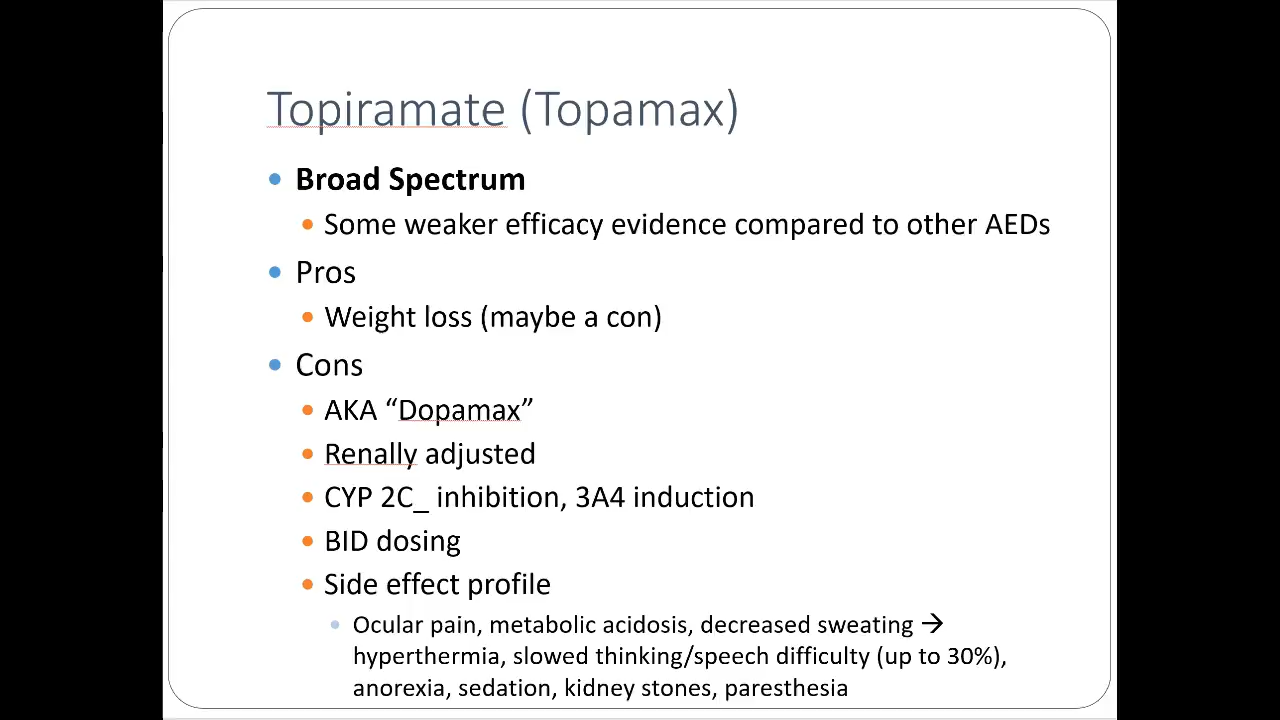 Topiramate (Topamax)
Broad Spectrum
Some weaker efficacy evidence compared to other AEDs
Pros
Weight loss (maybe a con)
Cons
AKA “Dopamax”
Renally adjusted
CYP 2C_ inhibition, 3A4 induction
BID dosing
Side effect profile
Ocular pain, metabolic acidosis, decreased sweating →
hyperthermia, slowed thinking/speech difficulty (up to 30%),
anorexia, sedation, kidney stones, paresthesia